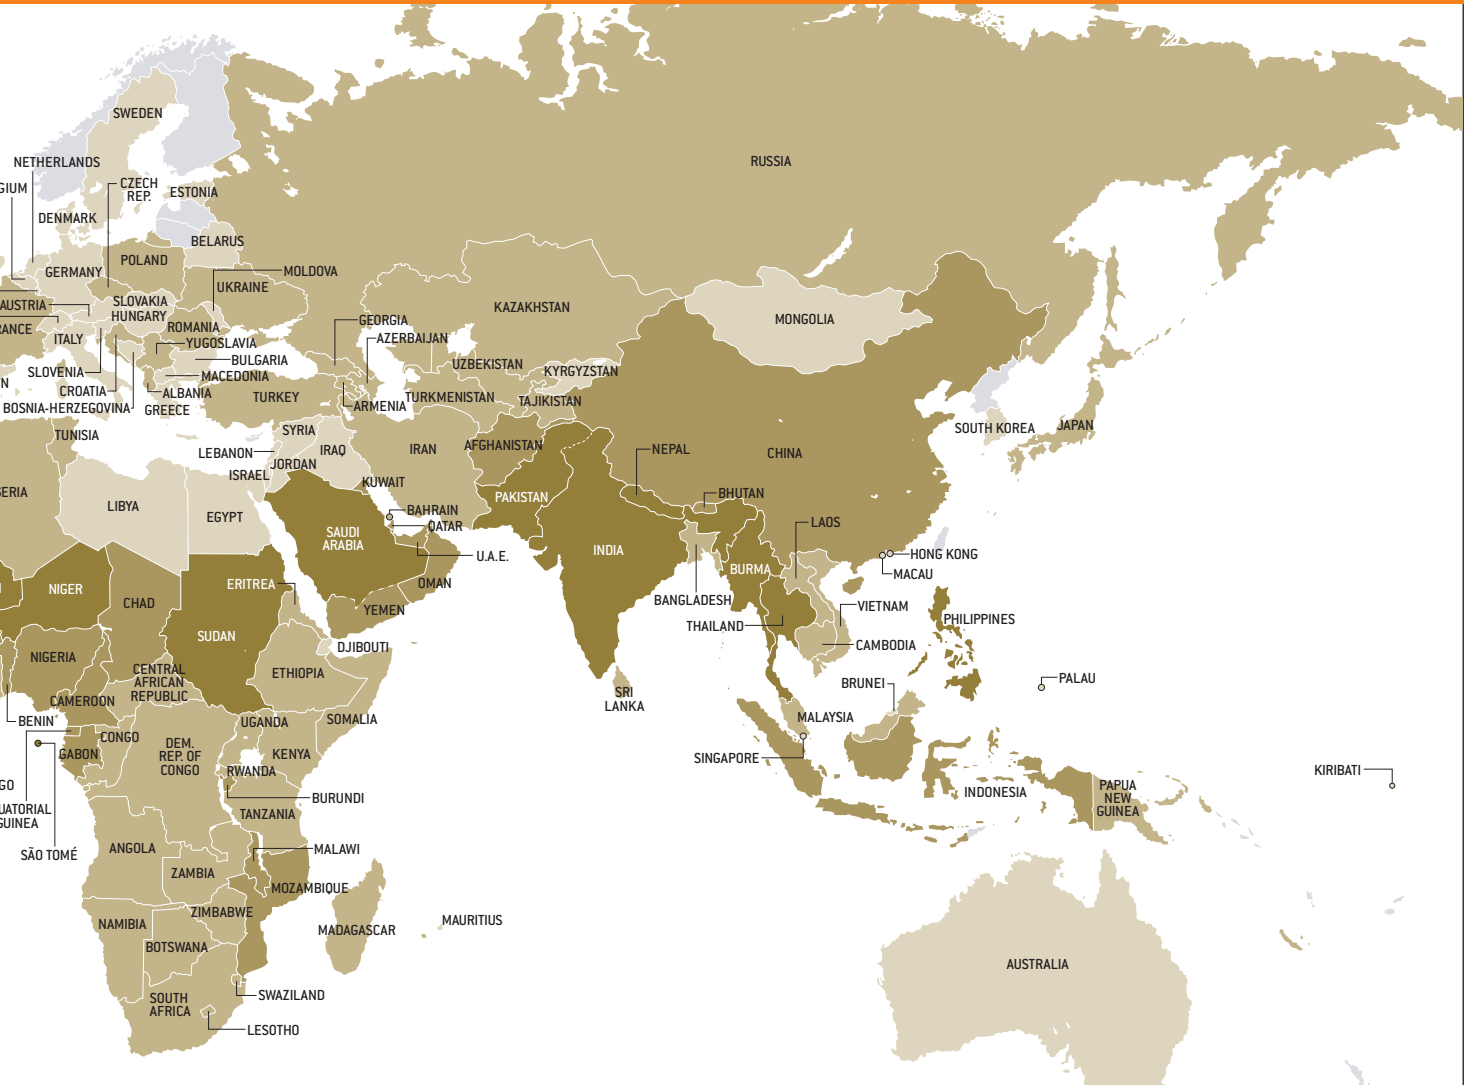 SWEDEN
RUSSIA
NETHERLANDS
GIUM
CZECH
REP.
ESTONIA
DENMARK
BELARUS
POLAND
GERMANY
MOLDOVA
UKRAINE
AUSTRIA
SLOVAKIA
HUNGARY
KAZAKHSTAN
MONGOLIA
RANCE
ROMANIA
GEORGIA
ITALY
YUGOSLAVIA
AZERBAIJAN
BULGARIA
UZBEKISTAN
KYRGYZSTAN
SLOVENIA
MACEDONIA
N
CROATIA
ALBANIA
TURKEY
TURKMENISTAN
TAJIKISTAN
BOSNIA-HERZEGOVINA
GREECE
ARMENIA
TUNISIA
SYRIA
SOUTH KOREA
JAPAN
LEBANON
IRAQ
IRAN
AFGHANISTAN
NEPAL
CHINA
JORDAN
ISRAEL
KUWAIT
ERIA
PAKISTAN
BHUTAN
LIBYA
EGYPT
BAHRAIN
QATAR
LAOS
SAUDI
ARABIA
U.A.E.
INDIA
HONG KONG
MACAU
NIGER
ERITREA
OMAN
BURMA
CHAD
YEMEN
BANGLADESH
VIETNAM
SUDAN
THAILAND
PHILIPPINES
DJIBOUTI
CAMBODIA
NIGERIA
CENTRAL
AFRICAN
REPUBLIC
ETHIOPIA
BRUNEI
PALAU
CAMEROON
SRI
LANKA
BENIN
UGANDA
SOMALIA
MALAYSIA
CONGO
GABON
DEM.
REP. OF
CONGO
KENYA
SINGAPORE
RWANDA
KIRIBATI
GO
BURUNDI
INDONESIA
PAPUA
NEW
GUINEA
UATORIAL
GUINEA
TANZANIA
SÃO TOMÉ
ANGOLA
MALAWI
ZAMBIA
MOZAMBIQUE
ZIMBABWE
NAMIBIA
MADAGASCAR
MAURITIUS
BOTSWANA
AUSTRALIA
SOUTH
AFRICA
SWAZILAND
LESOTHO